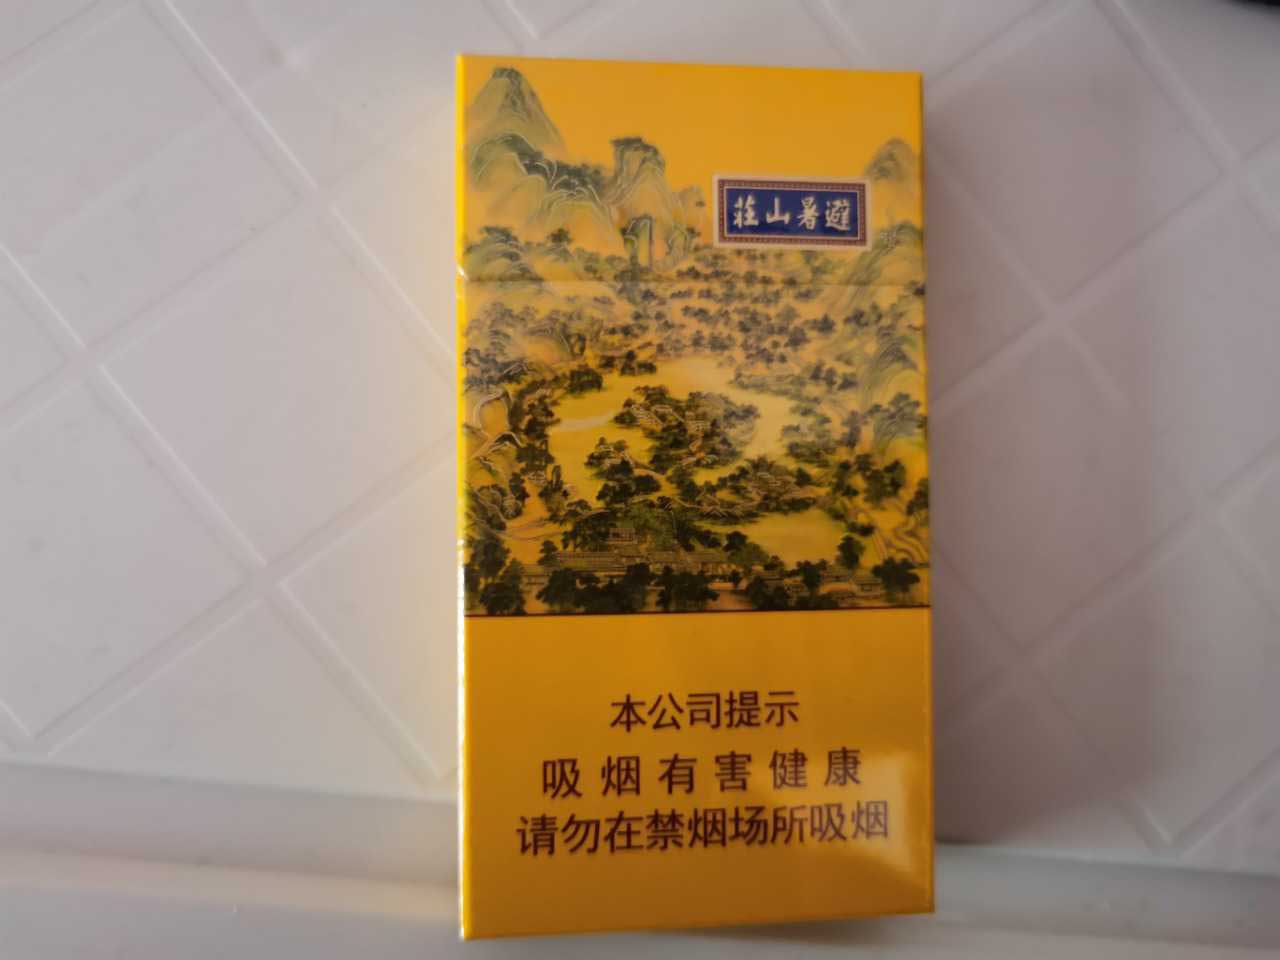 避暑山莊
本公司提示
吸烟有害健康
请勿在禁烟场所吸烟